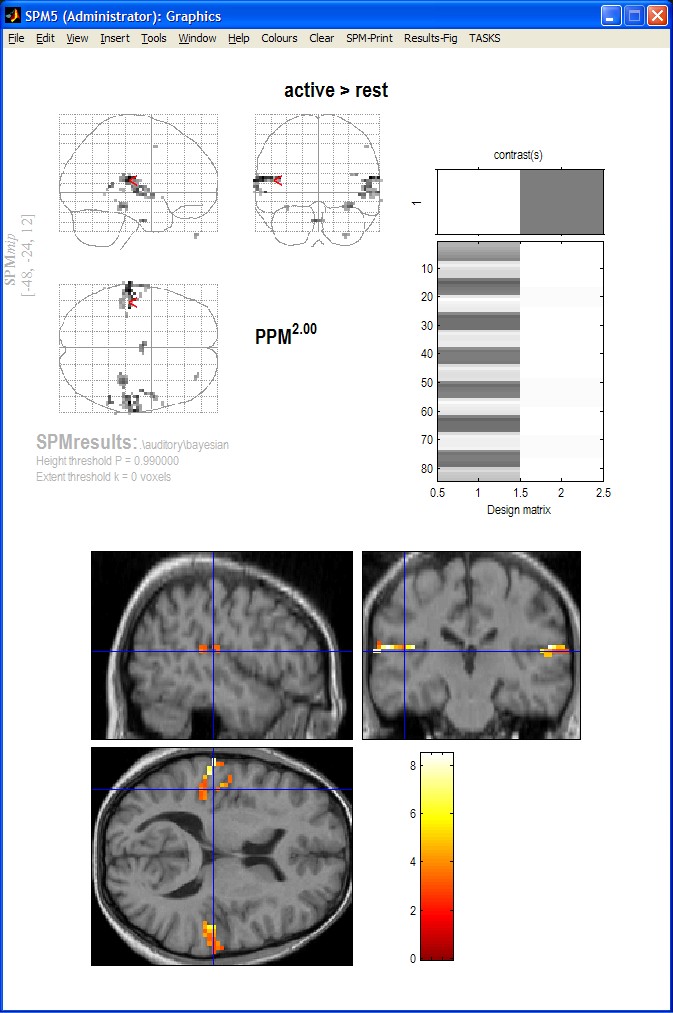 SPM5 (Administrator): Graphics
File Edit View Insert Tools Window Help Colours Clear SPM-Print Results-Fig TASKS
active > rest
SPMmip
[-48, -24, 12]
PPM2.00
contrast(s)
1
10
20
30
40
50
60
70
80
0.5 1 1.5 2 2.5
Design matrix
SPMresults: .\auditory\bayesian
Height threshold P = 0.990000
Extent threshold k = 0 voxels
8
6
4
2
0